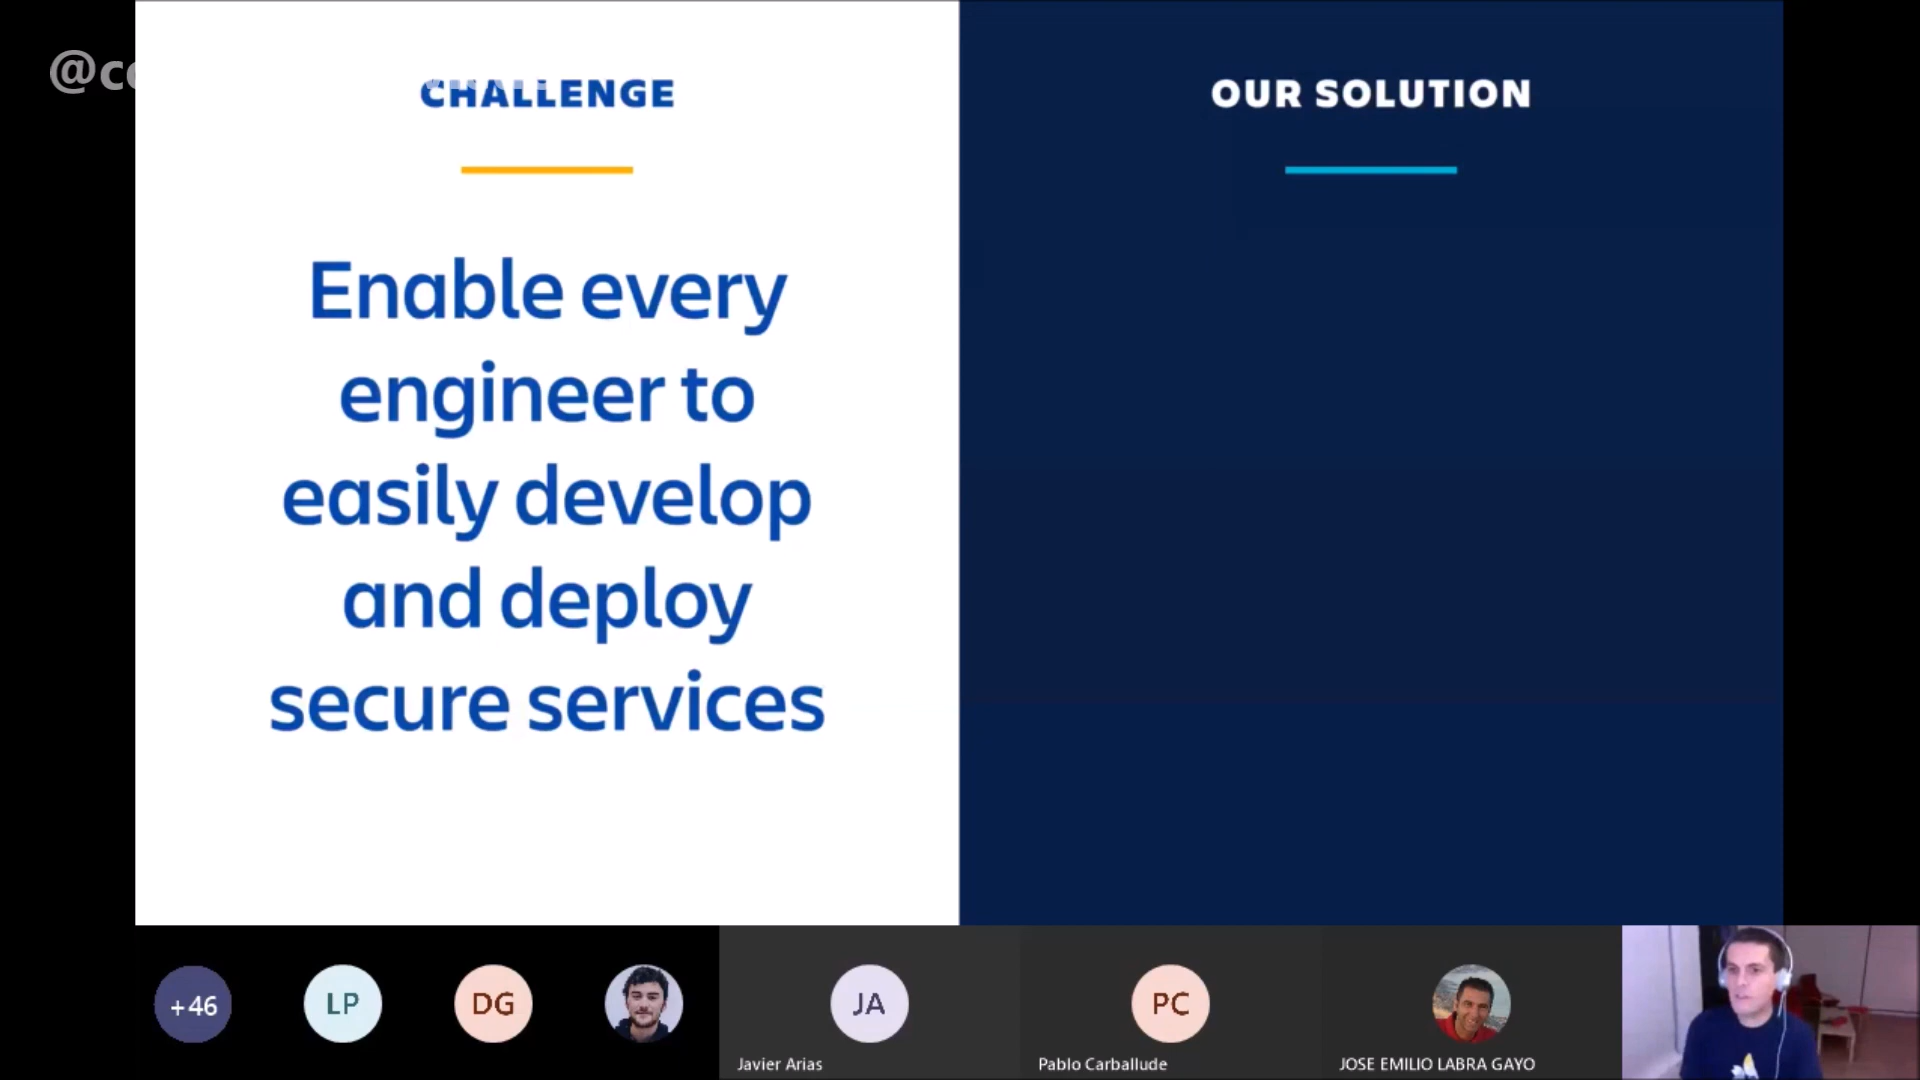 CHALLENGE
OUR SOLUTION
Enable every
engineer to
easily develop
and deploy
secure services
+46
LP
DG
JA
PC
Javier Arias
Pablo Carballude
JOSE EMILIO LABRA GAYO